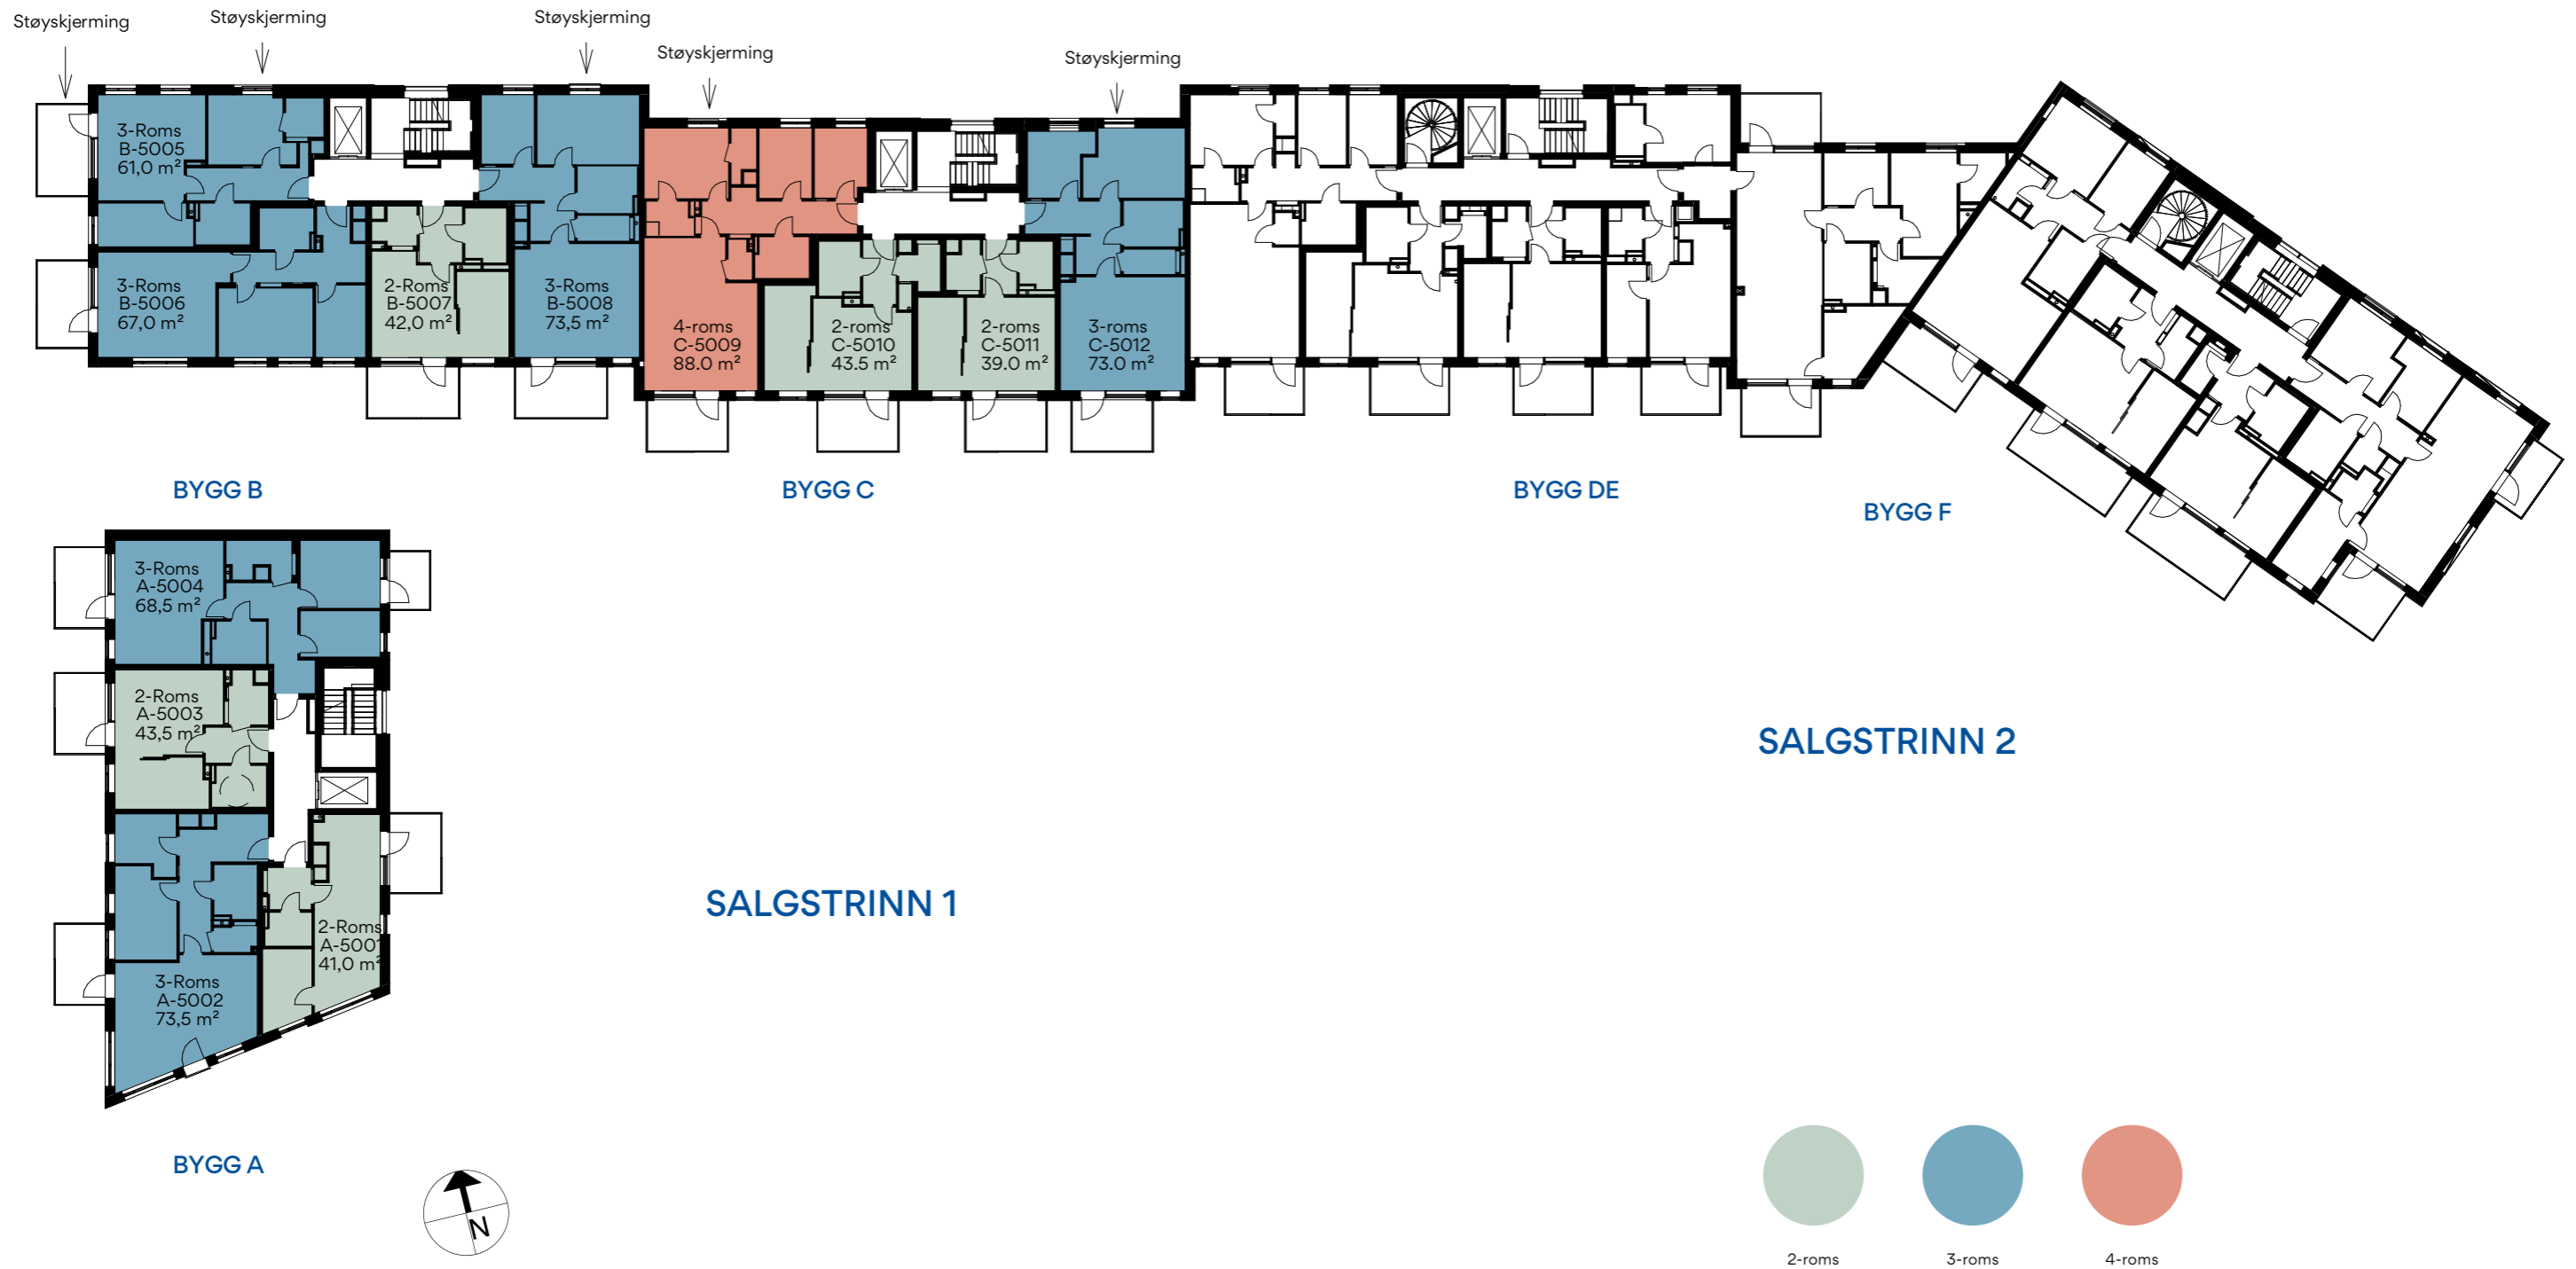 Støyskjerming
Støyskjerming
Støyskjerming
Støyskjerming
Støyskjerming
3-Roms
B-5005
61,0 m²
3-Roms
B-5006
67,0 m²
2-Roms
B-5007
42,0 m²
3-Roms
B-5008
73,5 m²
4-roms
C-5009
88.0 m²
2-roms
C-5010
43.5 m²
2-roms
C-5011
39.0 m²
3-roms
C-5012
73.0 m²
BYGG B
BYGG C
BYGG DE
BYGG F
3-Roms
A-5004
68,5 m²
2-Roms
A-5003
43,5 m²
2-Roms
A-5001
41,0 m²
3-Roms
A-5002
73,5 m²
SALGSTRINN 2
SALGSTRINN 1
BYGG A
N
2-roms
3-roms
4-roms